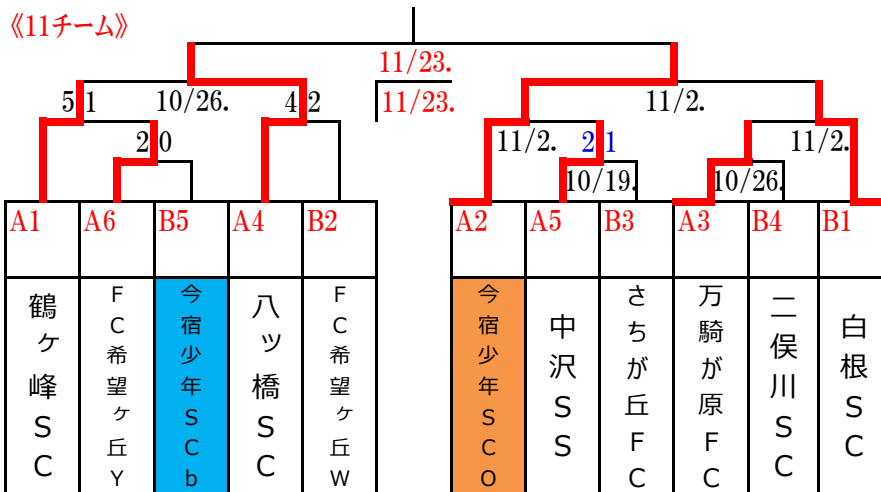 《11チーム》
11/23.
11/23.
5 1
10/26.
4 2
11/2.
2 0
11/2.
2 1
11/2.
10/19.
10/26.
A1
A6
B5
A4
B2
A2
A5
B3
A3
B4
B1
鶴ヶ峰SC
FC希望ヶ丘Y
今宿少年SCb
八ッ橋SC
FC希望ヶ丘W
今宿少年SCO
中沢SS
さちが丘FC
万騎が原FC
二俣川SC
白根SC